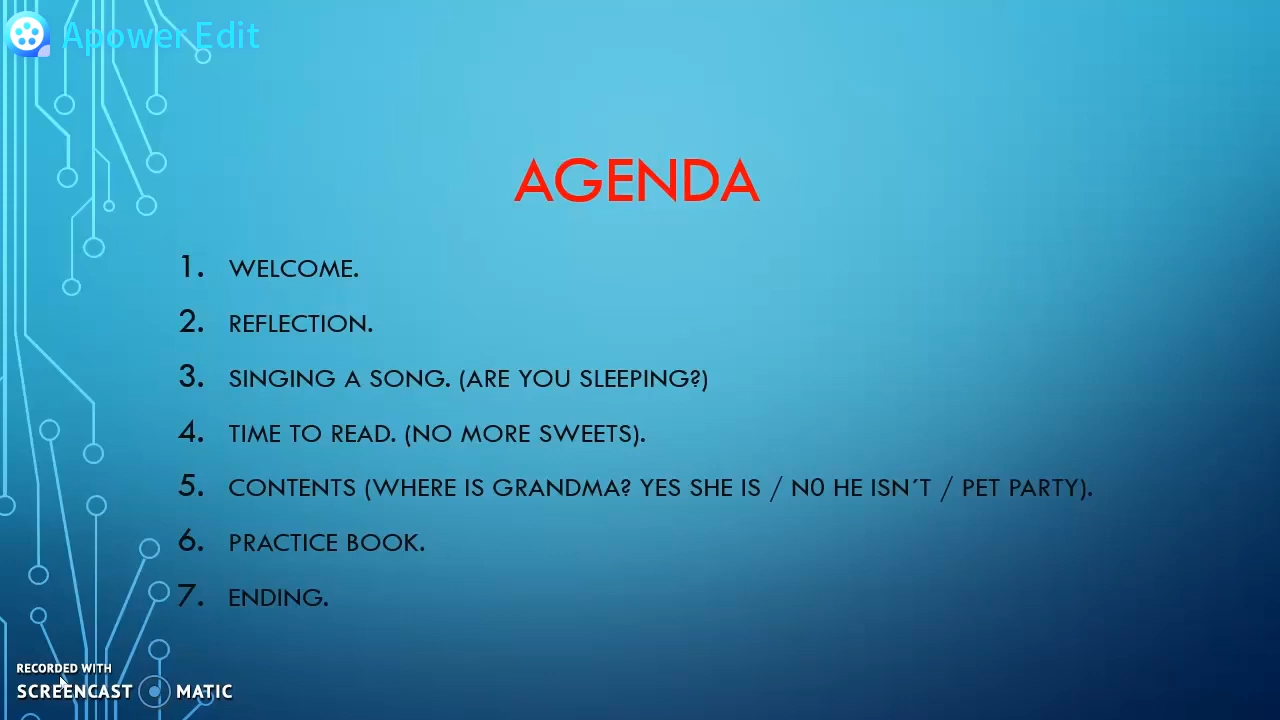 Apower Edit
AGENDA
1. WELCOME.
2. REFLECTION.
3. SINGING A SONG. (ARE YOU SLEEPING?)
4. TIME TO READ. (NO MORE SWEETS).
5. CONTENTS (WHERE IS GRANDMA? YES SHE IS / N0 HE ISN´T / PET PARTY).
6. PRACTICE BOOK.
7. ENDING.
RECORDED WITH
SCREENCAST MATIC